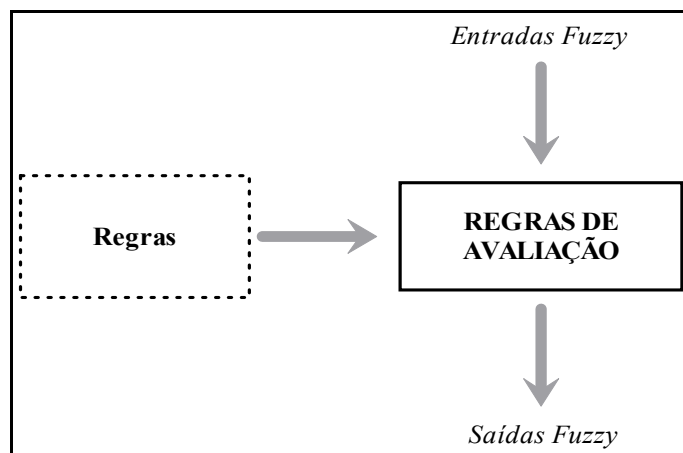 Entradas Fuzzy
Regras
REGRAS DE
AVALIAÇÃO
Saídas Fuzzy